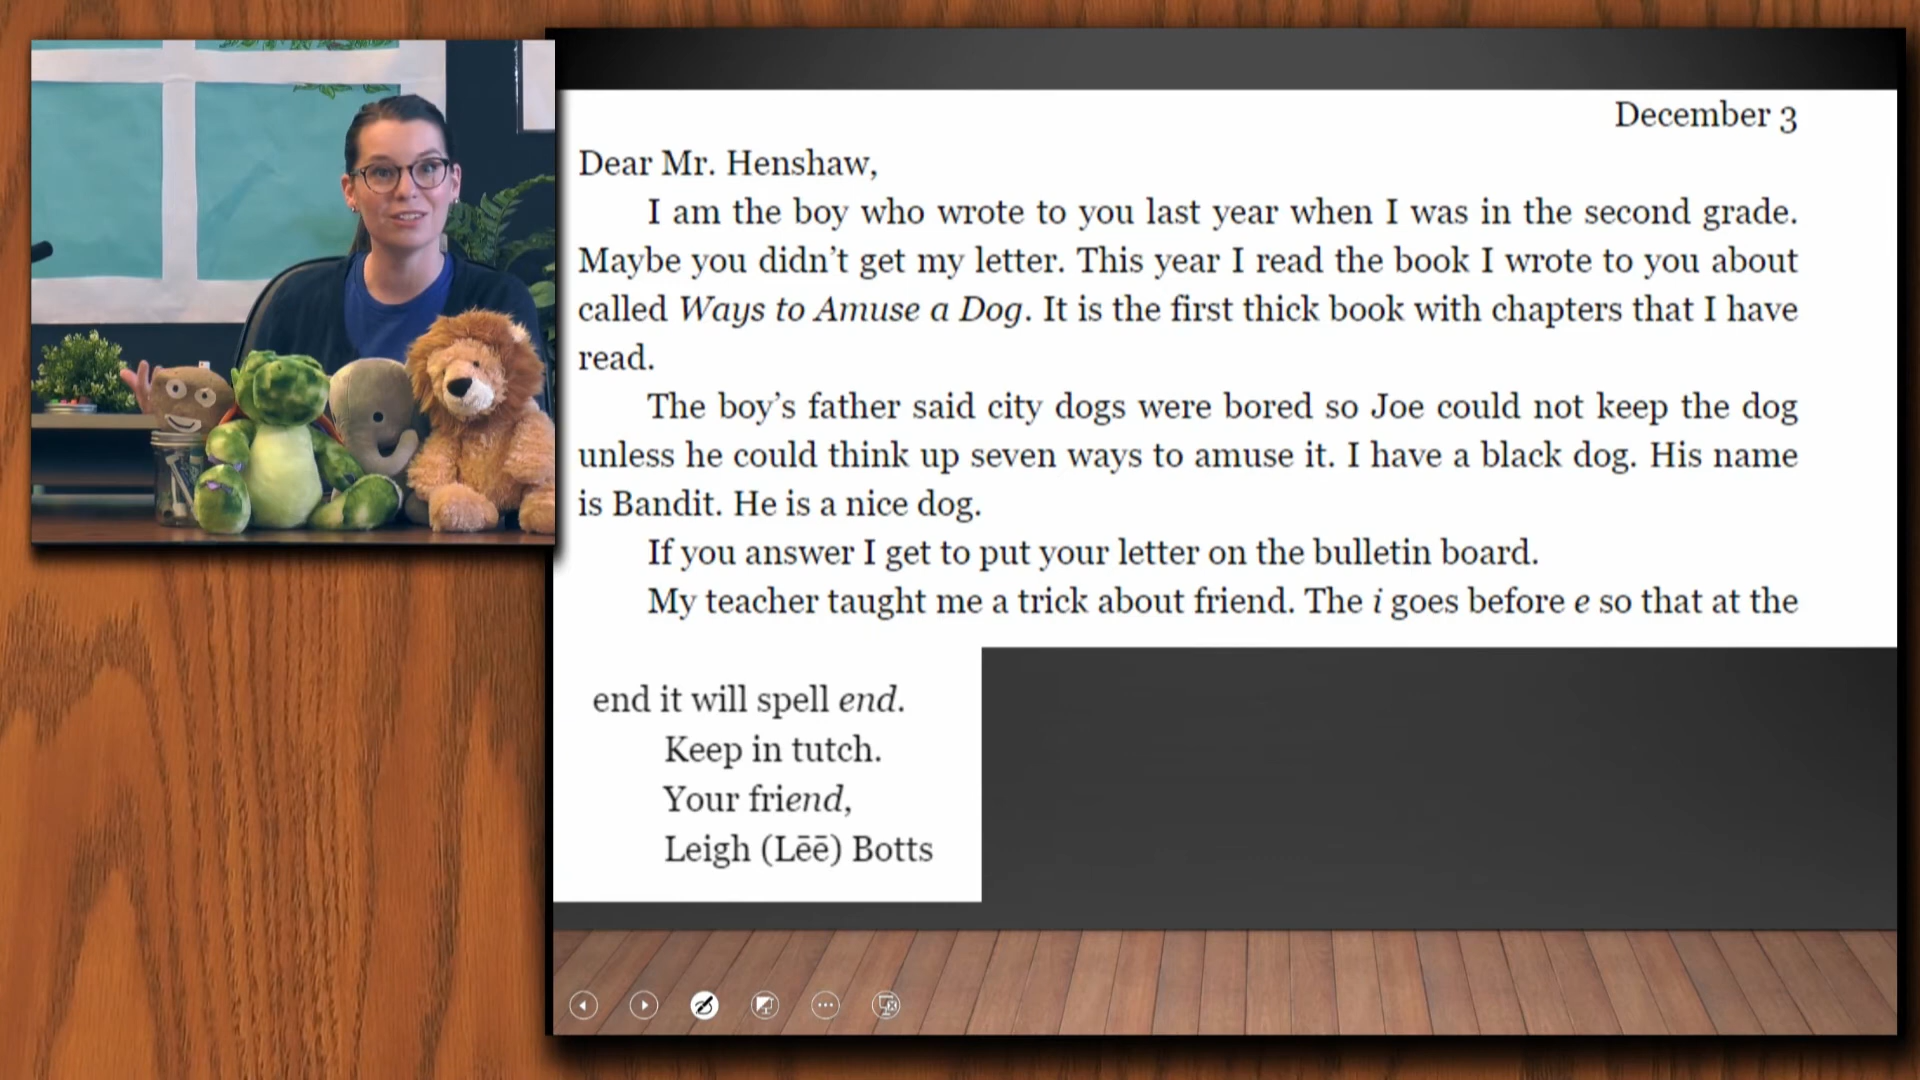 December 3
Dear Mr. Henshaw,
I am the boy who wrote to you last year when I was in the second grade.
Maybe you didn’t get my letter. This year I read the book I wrote to you about
called Ways to Amuse a Dog. It is the first thick book with chapters that I have
read.
The boy’s father said city dogs were bored so Joe could not keep the dog
unless he could think up seven ways to amuse it. I have a black dog. His name
is Bandit. He is a nice dog.
If you answer I get to put your letter on the bulletin board.
My teacher taught me a trick about friend. The i goes before e so that at the
end it will spell end.
Keep in tutch.
Your friend,
Leigh (Lēē) Botts